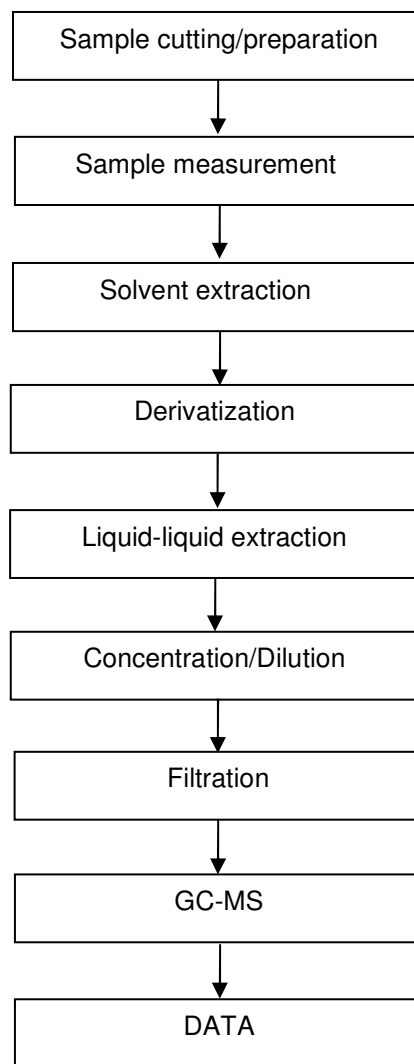 Sample cutting/preparation
Sample measurement
Solvent extraction
Derivatization
Liquid-liquid extraction
Concentration/Dilution
Filtration
GC-MS
DATA